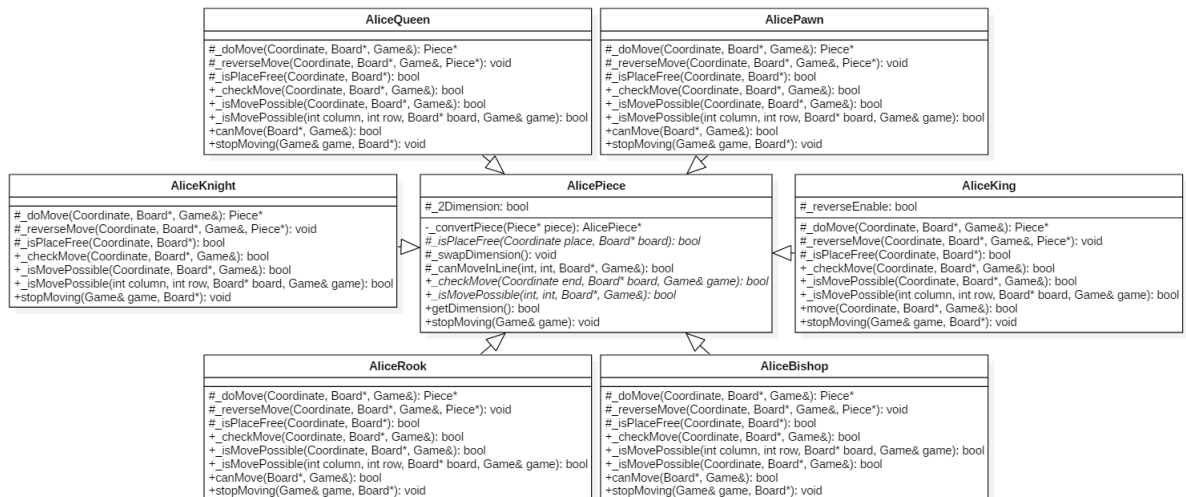 AliceQueen
#_doMove(Coordinate, Board*, Game&): Piece*
#_reverseMove(Coordinate, Board*, Game&, Piece*): void
#_isPlaceFree(Coordinate, Board*): bool
+_checkMove(Coordinate, Board*, Game&): bool
+_isMovePossible(Coordinate, Board*, Game&): bool
+_isMovePossible(int column, int row, Board* board, Game& game): bool
+canMove(Board*, Game&): bool
+stopMoving(Game& game, Board*): void
AlicePawn
#_doMove(Coordinate, Board*, Game&): Piece*
#_reverseMove(Coordinate, Board*, Game&, Piece*): void
#_isPlaceFree(Coordinate, Board*): bool
+_checkMove(Coordinate, Board*, Game&): bool
+_isMovePossible(Coordinate, Board*, Game&): bool
+_isMovePossible(int column, int row, Board* board, Game& game): bool
+canMove(Board*, Game&): bool
+stopMoving(Game& game, Board*): void
AliceKnight
#_doMove(Coordinate, Board*, Game&): Piece*
#_reverseMove(Coordinate, Board*, Game&, Piece*): void
#_isPlaceFree(Coordinate, Board*): bool
+_checkMove(Coordinate, Board*, Game&): bool
+_isMovePossible(Coordinate, Board*, Game&): bool
+_isMovePossible(int column, int row, Board* board, Game& game): bool
+stopMoving(Game& game, Board*): void
AlicePiece
#_2Dimension: bool
-_convertPiece(Piece* piece): AlicePiece*
#_isPlaceFree(Coordinate place, Board* board): bool
#_swapDimension(): void
#_canMoveInLine(int, int, Board*, Game&): bool
+_checkMove(Coordinate end, Board* board, Game& game): bool
+_isMovePossible(int, int, Board*, Game&): bool
+getDimension(): bool
+stopMoving(Game& game): void
AliceKing
#_reverseEnable: bool
#_doMove(Coordinate, Board*, Game&): Piece*
#_reverseMove(Coordinate, Board*, Game&, Piece*): void
#_isPlaceFree(Coordinate, Board*): bool
+_checkMove(Coordinate, Board*, Game&): bool
+_isMovePossible(Coordinate, Board*, Game&): bool
+_isMovePossible(int column, int row, Board* board, Game& game): bool
+move(Coordinate, Board*, Game&): bool
+stopMoving(Game& game, Board*): void
AliceRook
#_doMove(Coordinate, Board*, Game&): Piece*
#_reverseMove(Coordinate, Board*, Game&, Piece*): void
#_isPlaceFree(Coordinate, Board*): bool
+_checkMove(Coordinate, Board*, Game&): bool
+_isMovePossible(Coordinate, Board*, Game&): bool
+_isMovePossible(int column, int row, Board* board, Game& game): bool
+canMove(Board*, Game&): bool
+stopMoving(Game& game, Board*): void
AliceBishop
#_doMove(Coordinate, Board*, Game&): Piece*
#_reverseMove(Coordinate, Board*, Game&, Piece*): void
#_isPlaceFree(Coordinate, Board*): bool
+_checkMove(Coordinate, Board*, Game&): bool
+_isMovePossible(int column, int row, Board* board, Game& game): bool
+_isMovePossible(Coordinate, Board*, Game&): bool
+canMove(Board*, Game&): bool
+stopMoving(Game& game, Board*): void